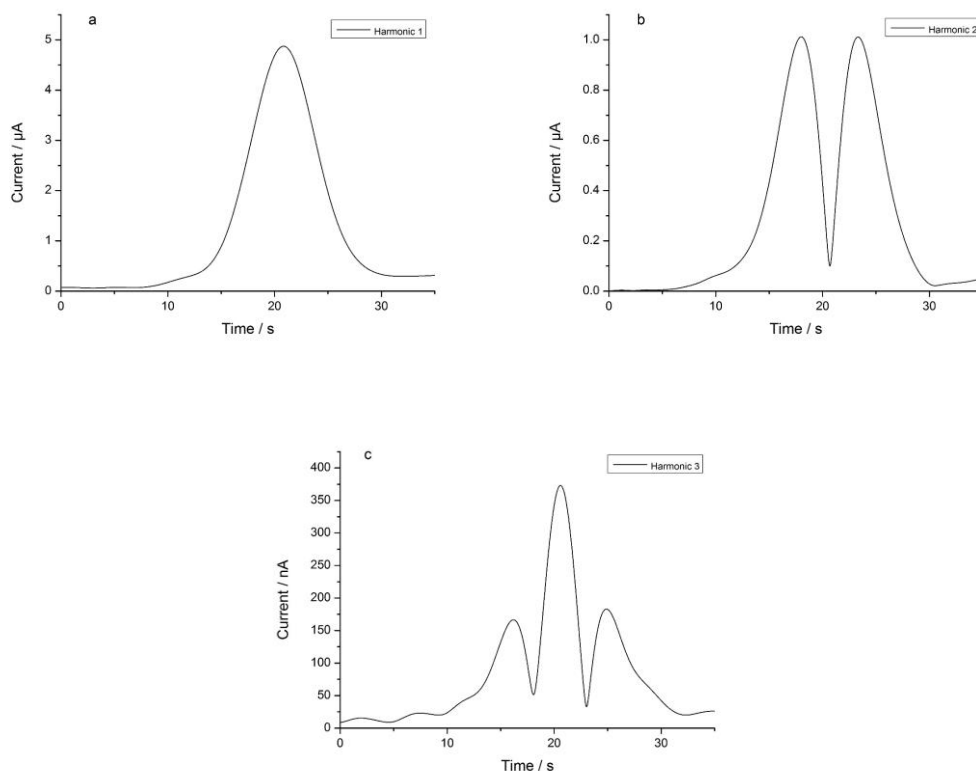 a
Harmonic 1
5
4
3
2
1
0
Current / µA
0 10 20 30
Time / s
b
Harmonic 2
1.0
0.8
0.6
0.4
0.2
0.0
Current / µA
0 10 20 30
Time / s
c
Harmonic 3
400
350
300
250
200
150
100
50
0
Current / nA
0 10 20 30
Time / s